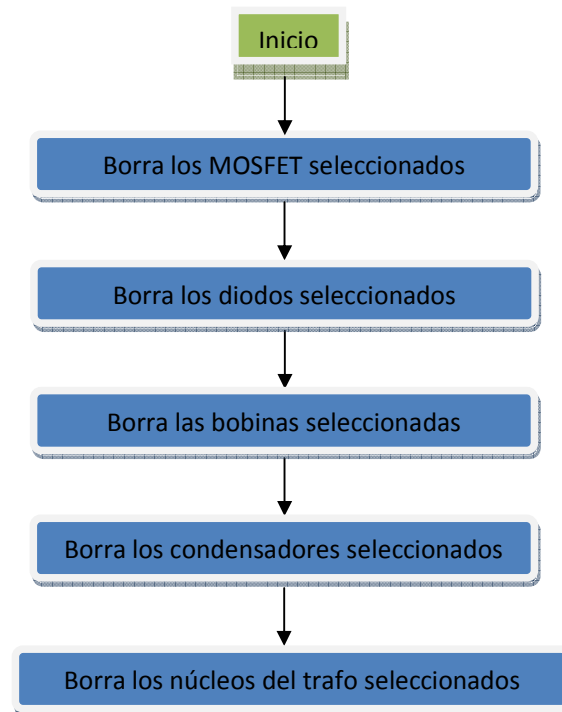 Inicio
Borra los MOSFET seleccionados
Borra los diodos seleccionados
Borra las bobinas seleccionadas
Borra los condensadores seleccionados
Borra los núcleos del trafo seleccionados